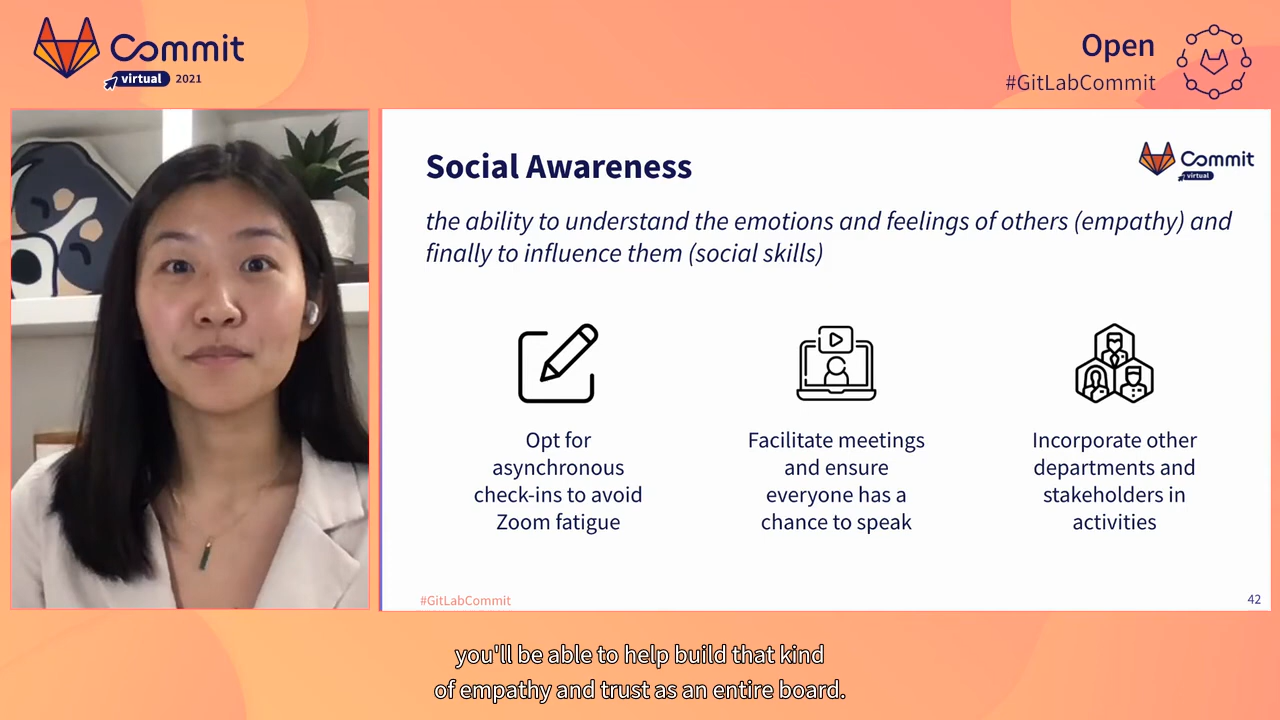 Commit
virtual 2021
Open
#GitLabCommit
Social Awareness
Commit
virtual
the ability to understand the emotions and feelings of others (empathy) and
finally to influence them (social skills)
Opt for
asynchronous
check-ins to avoid
Zoom fatigue
Facilitate meetings
and ensure
everyone has a
chance to speak
Incorporate other
departments and
stakeholders in
activities
#GitLabCommit
42
you'll be able to help build that kind
of empathy and trust as an entire board.